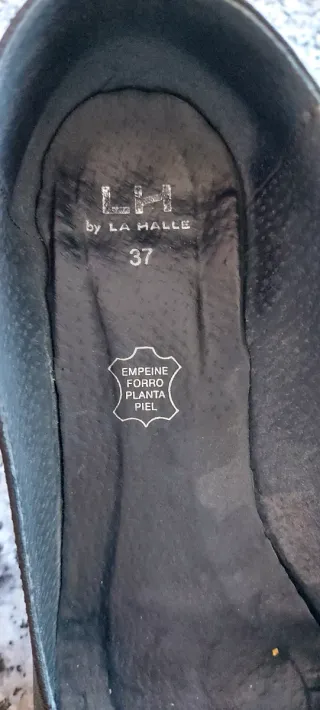 LH
by LA HALLE
37
EMPEINE
FORRO
PLANTA
PIEL